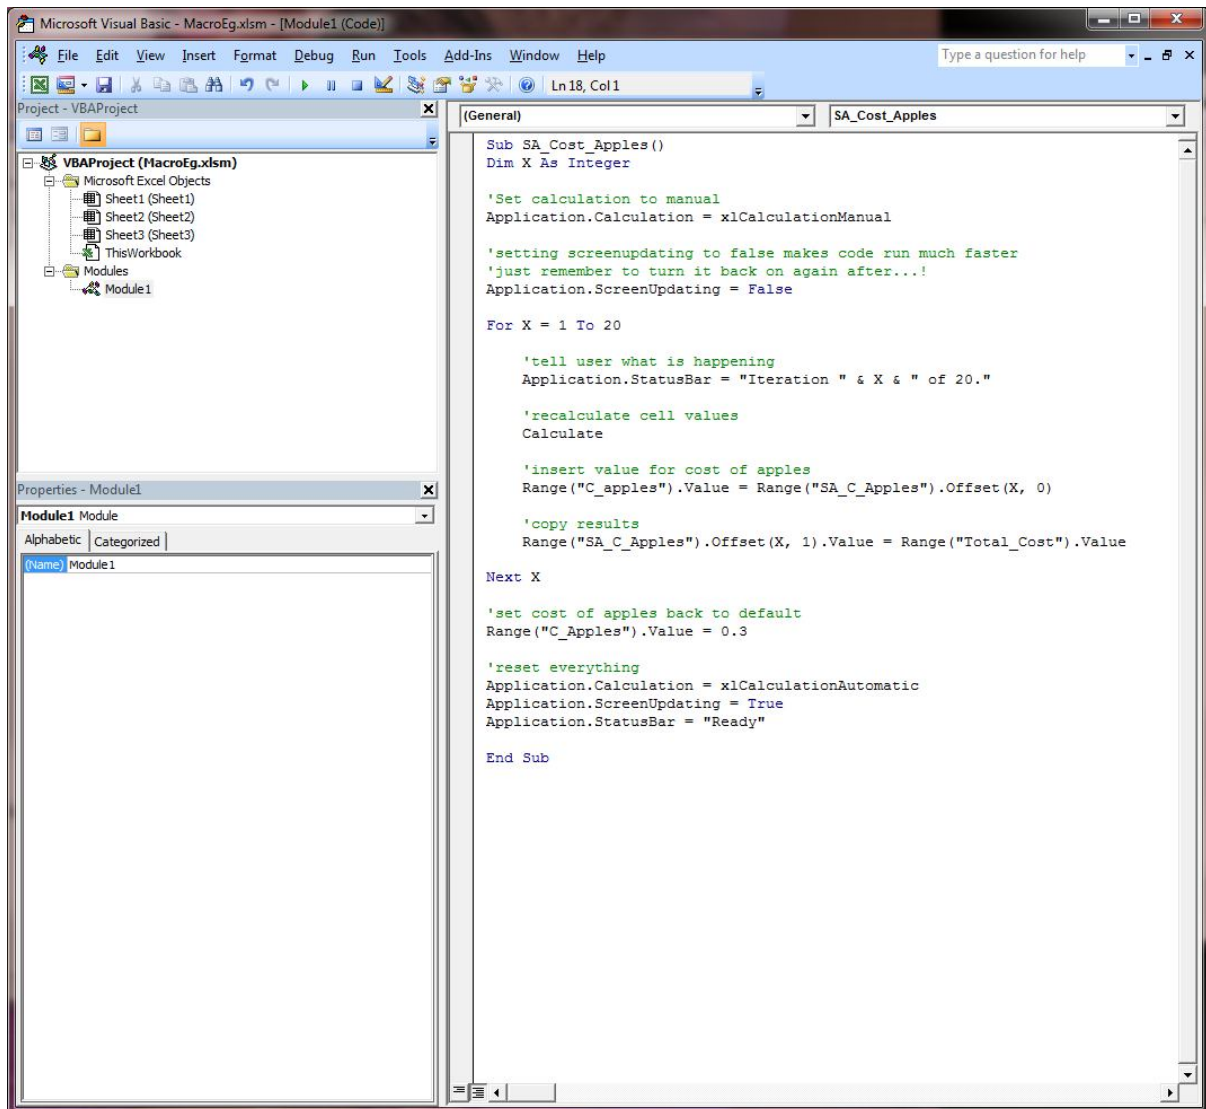 Microsoft Visual Basic - MacroEg.xlsm - [Module1 (Code)]
File Edit View Insert Format Debug Run Tools Add-Ins Window Help Type a question for help
Ln 18, Col 1
Project - VBAProject
VBAProject (MacroEg.xlsm)
Microsoft Excel Objects
Sheet1 (Sheet1)
Sheet2 (Sheet2)
Sheet3 (Sheet3)
ThisWorkbook
Modules
Module1
Properties - Module1
Module1 Module
Alphabetic Categorized
(Name) Module1
(General) SA_Cost_Apples
Sub SA_Cost_Apples()
Dim X As Integer
'Set calculation to manual
Application.Calculation = xlCalculationManual
'setting screenupdating to false makes code run much faster
'just remember to turn it back on again after...!
Application.ScreenUpdating = False
For X = 1 To 20
'tell user what is happening
Application.StatusBar = "Iteration " & X & " of 20."
'recalculate cell values
Calculate
'insert value for cost of apples
Range("C_apples").Value = Range("SA_C_Apples").Offset(X, 0)
'copy results
Range("SA_C_Apples").Offset(X, 1).Value = Range("Total_Cost").Value
Next X
'set cost of apples back to default
Range("C_Apples").Value = 0.3
'reset everything
Application.Calculation = xlCalculationAutomatic
Application.ScreenUpdating = True
Application.StatusBar = "Ready"
End Sub